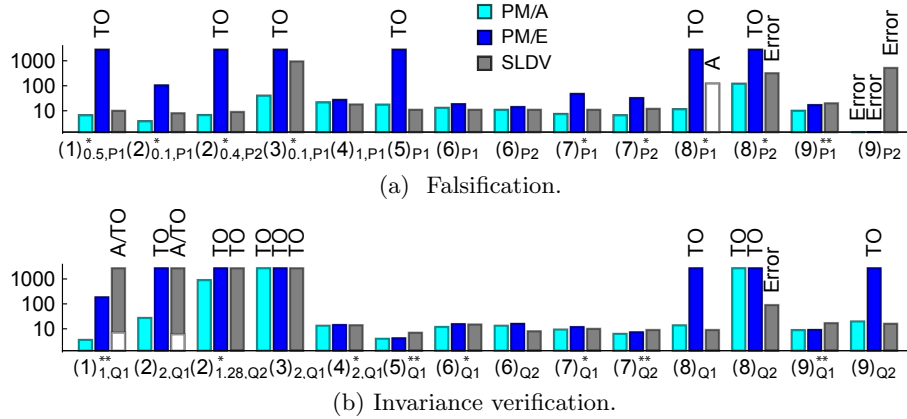 TO TO TO TO TO A TO Error Error Error Error
PM/A
PM/E
SLDV
1000
100
10
(1)*0.5,P1 (2)*0.1,P1 (2)*0.4,P2 (3)*0.1,P1 (4)1,P1 (5)P1 (6)P1 (6)P2 (7)*P1 (7)*P2 (8)*P1 (8)*P2 (9)**P1 (9)P2
(a) Falsification.
A/TO TO A/TO TO TO TO TO TO TO TO TO Error TO
1000
100
10
(1)**1,Q1 (2)2,Q1 (2)*1.28,Q2 (3)2,Q1 (4)*2,Q1 (5)**Q1 (6)*Q1 (6)Q2 (7)*Q1 (7)**Q2 (8)Q1 (8)Q2 (9)**Q1 (9)Q2
(b) Invariance verification.